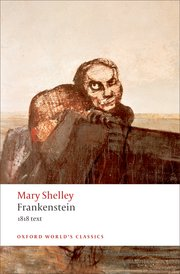 Mary Shelley
Frankenstein
1818 text
OXFORD WORLD'S CLASSICS